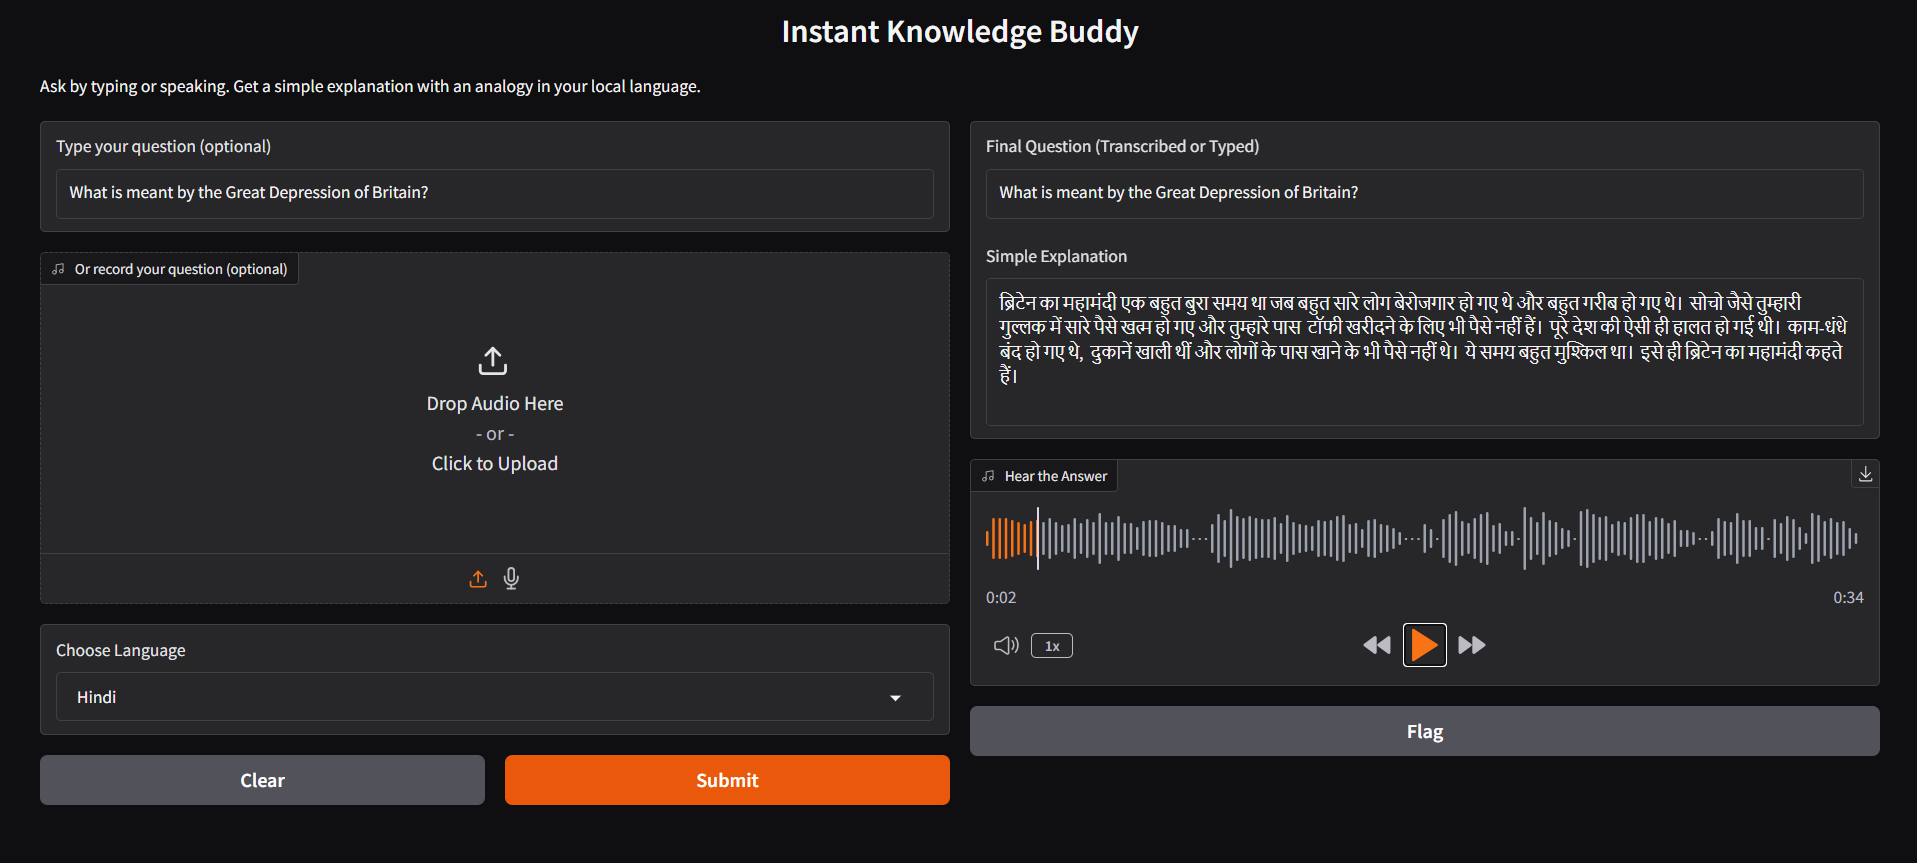 Instant Knowledge Buddy
Ask by typing or speaking. Get a simple explanation with an analogy in your local language.
Type your question (optional)
What is meant by the Great Depression of Britain?
Or record your question (optional)
Drop Audio Here
- or -
Click to Upload
Choose Language
Hindi
Clear
Submit
Final Question (Transcribed or Typed)
What is meant by the Great Depression of Britain?
Simple Explanation
ब्रिटेन का महामंदी एक बहुत बुरा समय था जब बहुत सारे लोग बेरोजगार हो गए थे और बहुत गरीब हो गए थे। सोचो जैसे तुम्हारी
गुल्लक में सारे पैसे खत्म हो गए और तुम्हारे पास टॉफी खरीदने के लिए भी पैसे नहीं हैं। पूरे देश की ऐसी ही हालत हो गई थी। काम-धंधे
बंद हो गए थे, दुकानें खाली थीं और लोगों के पास खाने के भी पैसे नहीं थे। ये समय बहुत मुश्किल था। इसे ही ब्रिटेन का महामंदी कहते
हैं।
Hear the Answer
0:02
0:34
1x
Flag